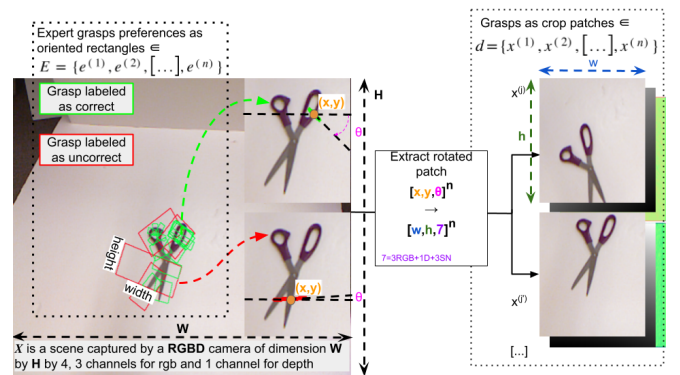 Expert grasps preferences as
oriented rectangles ∈
E = {e^(1), e^(2), [...], e^(n)}
Grasp labeled
as correct
Grasp labeled
as uncorrect
height
width
(x,y)
θ
(x,y)
θ
H
W
X is a scene captured by a RGBD camera of dimension W
by H by 4, 3 channels for rgb and 1 channel for depth
Extract rotated
patch
[x,y,θ]^n
→
[w,h,7]^n
7=3RGB+1D+3SN
Grasps as crop patches ∈
d = {x^(1), x^(2), [...], x^(n)}
w
x^(j)
h
x^(j')
[...]